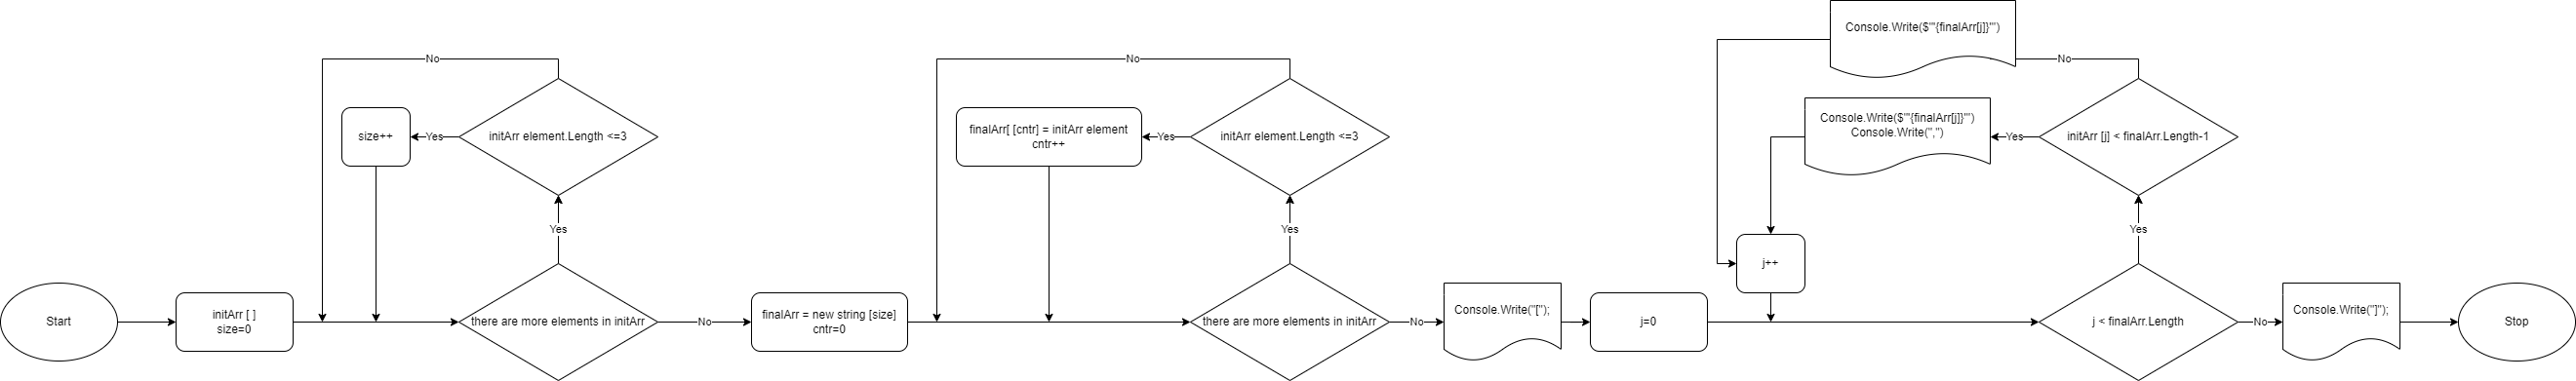 Start
initArr [ ]
size=0
No
size++
Yes
initArr element.Length <=3
Yes
there are more elements in initArr
No
finalArr = new string [size]
cntr=0
No
finalArr[ [cntr] = initArr element
cntr++
Yes
initArr element.Length <=3
Yes
there are more elements in initArr
No
Console.Write("[");
j=0
Console.Write($'"{finalArr[j]}"')
No
Console.Write($'"{finalArr[j]}"')
Console.Write(",")
Yes
initArr [j] < finalArr.Length-1
j++
Yes
j < finalArr.Length
No
Console.Write("]");
Stop